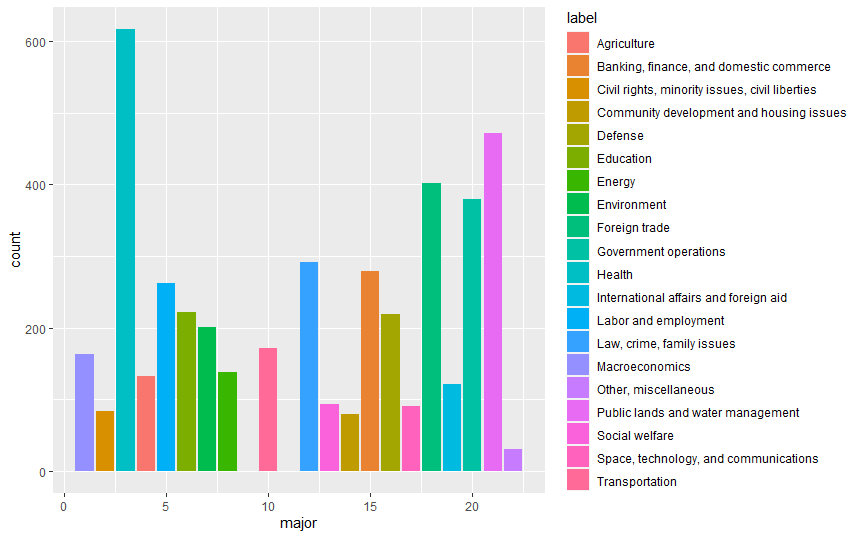 600
400
200
0
count
0 5 10 15 20
major
label
Agriculture
Banking, finance, and domestic commerce
Civil rights, minority issues, civil liberties
Community development and housing issues
Defense
Education
Energy
Environment
Foreign trade
Government operations
Health
International affairs and foreign aid
Labor and employment
Law, crime, family issues
Macroeconomics
Other, miscellaneous
Public lands and water management
Social welfare
Space, technology, and communications
Transportation